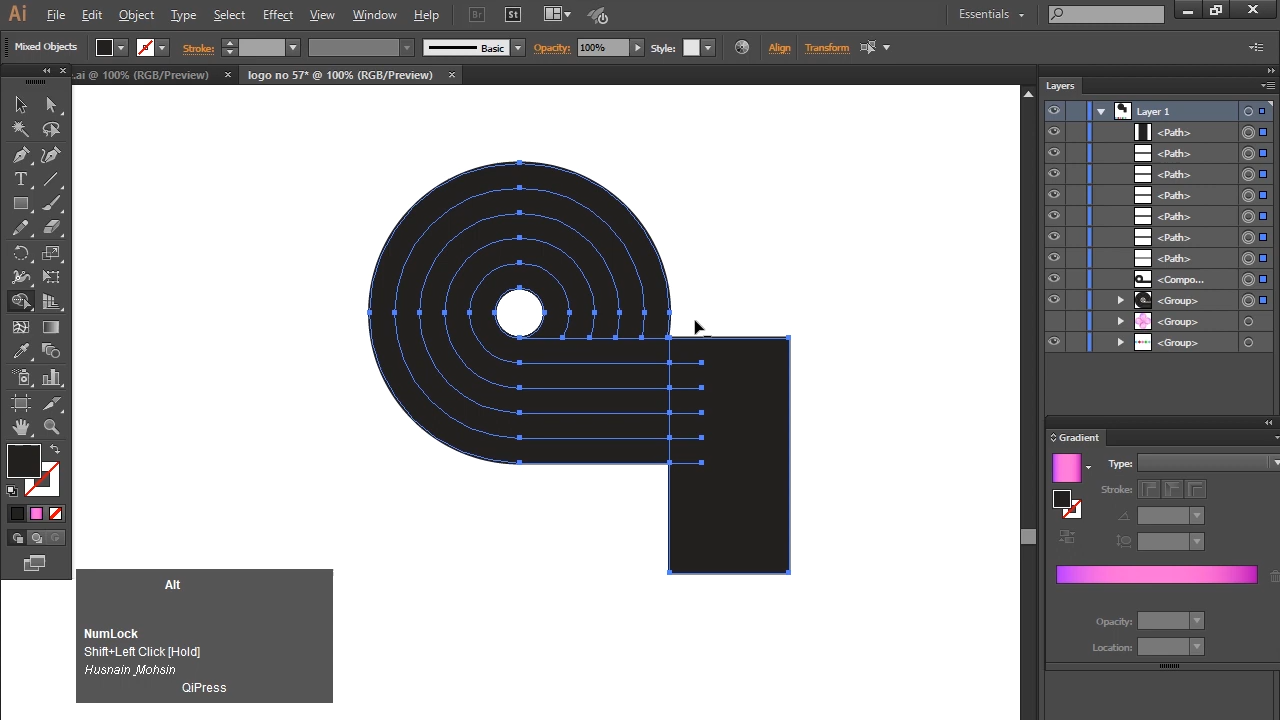 Ai File Edit Object Type Select Effect View Window Help Br St Essentials
Mixed Objects Stroke: Basic Opacity: 100% Style: Align Transform
.ai @ 100% (RGB/Preview) × logo no 57* @ 100% (RGB/Preview) ×
Layers
Layer 1
<Path>
<Path>
<Path>
<Path>
<Path>
<Path>
<Path>
<Compo...
<Group>
<Group>
<Group>
T
Gradient
Type:
Stroke:
Opacity:
Location:
Alt
NumLock
Shift+Left Click [Hold]
Husnain ,Mohsin
QiPress